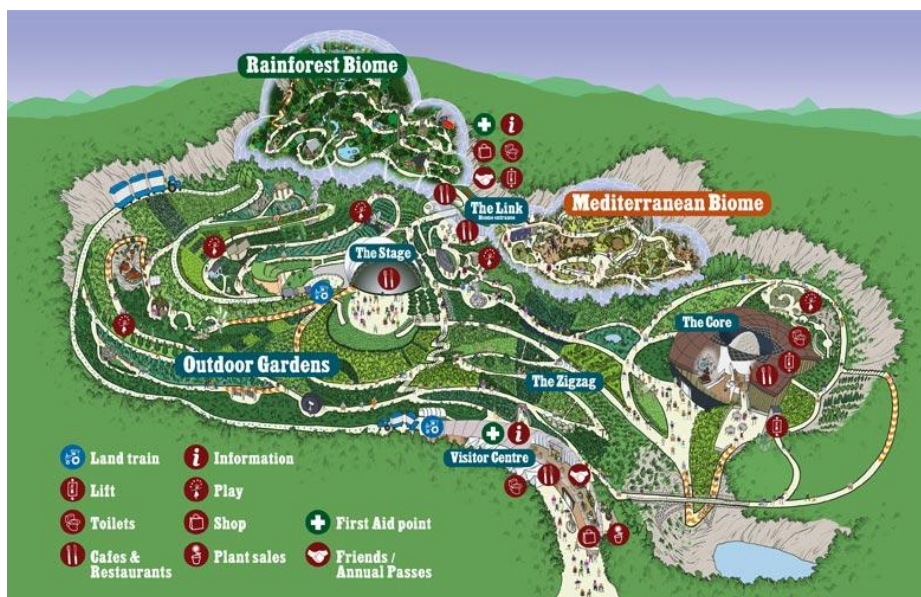 Rainforest Biome
The Link
Biome entrance
Mediterranean Biome
The Stage
The Core
Outdoor Gardens
The Zigzag
Visitor Centre
Land train
Information
Lift
Play
Toilets
Shop
First Aid point
Cafes &
Restaurants
Plant sales
Friends /
Annual Passes